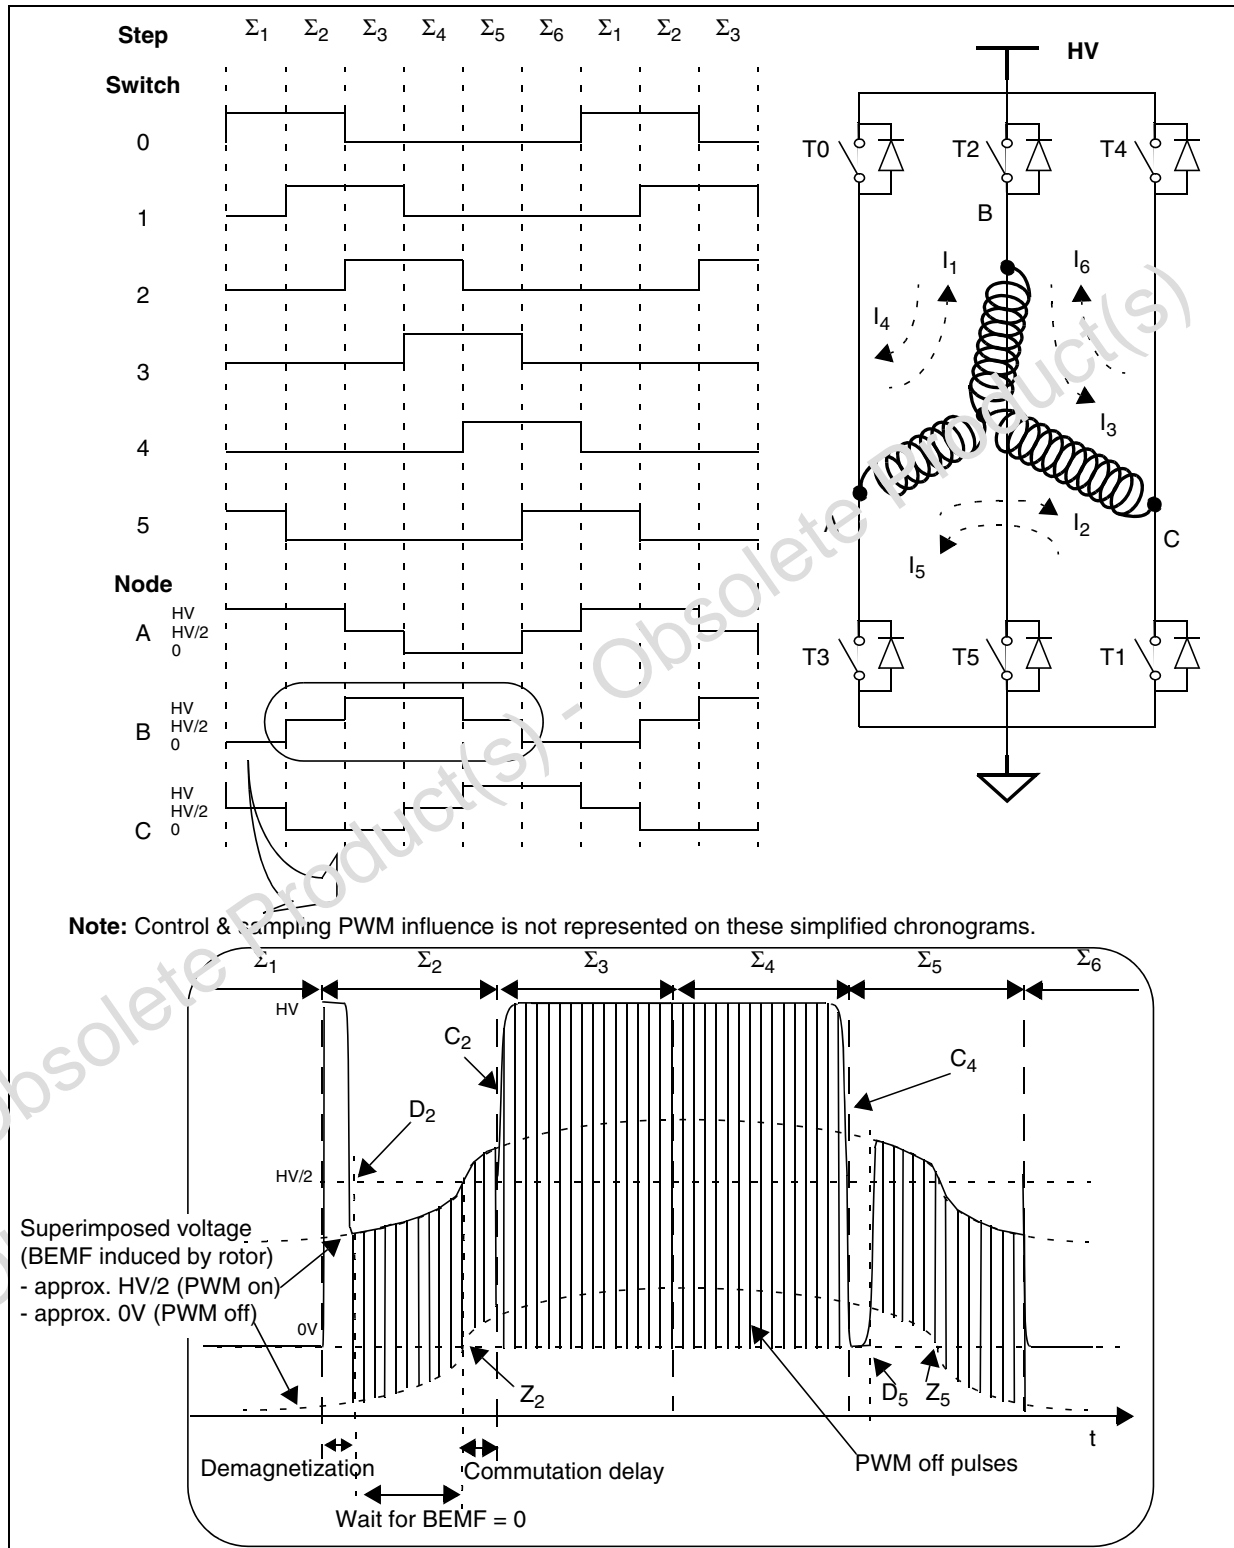 Step Σ1 Σ2 Σ3 Σ4 Σ5 Σ6 Σ1 Σ2 Σ3
Switch
0
1
2
3
4
5
Node
A HV HV/2 0
B HV HV/2 0
C HV HV/2 0
HV
T0 T2 T4
B
I1 I6
I4
I3
A
I2
C
I5
T3 T5 T1
Note: Control & sampling PWM influence is not represented on these simplified chronograms.
Σ1 Σ2 Σ3 Σ4 Σ5 Σ6
HV
C2
C4
D2
HV/2
Superimposed voltage
(BEMF induced by rotor)
- approx. HV/2 (PWM on)
- approx. 0V (PWM off)
0V
Z2
D5 Z5
t
Demagnetization
Commutation delay
PWM off pulses
Wait for BEMF = 0
Obsolete Product(s) - Obsolete Product(s)